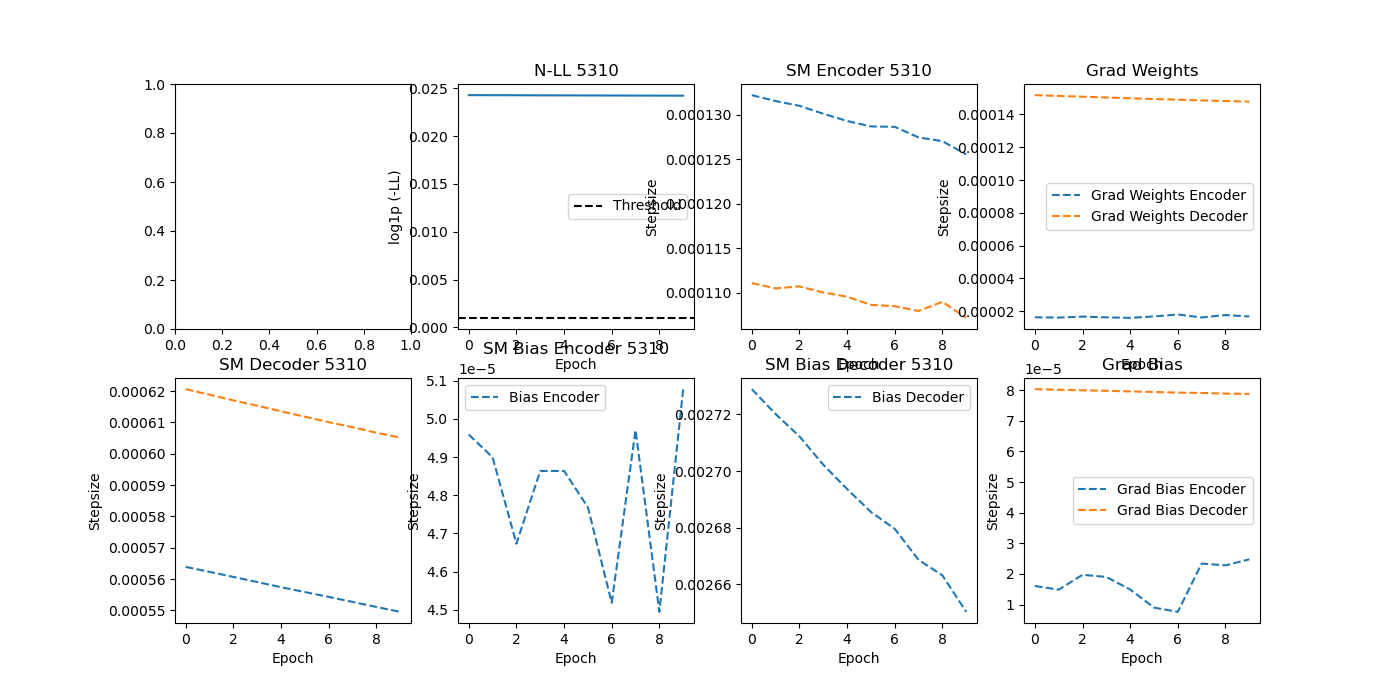 1.0
0.8
0.6
0.4
0.2
0.0
0.0 0.2 0.4 0.6 0.8 1.0
N-LL 5310
log1p (-LL)
0.025
0.020
0.015
0.010
0.005
0.000
Threshold
0 2 4 6 8
Epoch
SM Encoder 5310
Stepsize
0.000130
0.000125
0.000120
0.000115
0.000110
0 2 4 6 8
Epoch
Grad Weights
Stepsize
0.00014
0.00012
0.00010
0.00008
0.00006
0.00004
0.00002
Grad Weights Encoder
Grad Weights Decoder
0 2 4 6 8
Epoch
SM Decoder 5310
Stepsize
0.00062
0.00061
0.00060
0.00059
0.00058
0.00057
0.00056
0.00055
0 2 4 6 8
Epoch
SM Bias Encoder 5310
1e−5
Stepsize
5.1
5.0
4.9
4.8
4.7
4.6
4.5
Bias Encoder
0 2 4 6 8
Epoch
SM Bias Decoder 5310
Stepsize
0.00272
0.00270
0.00268
0.00266
Bias Decoder
0 2 4 6 8
Epoch
Grad Bias
1e−5
Stepsize
8
7
6
5
4
3
2
1
Grad Bias Encoder
Grad Bias Decoder
0 2 4 6 8
Epoch